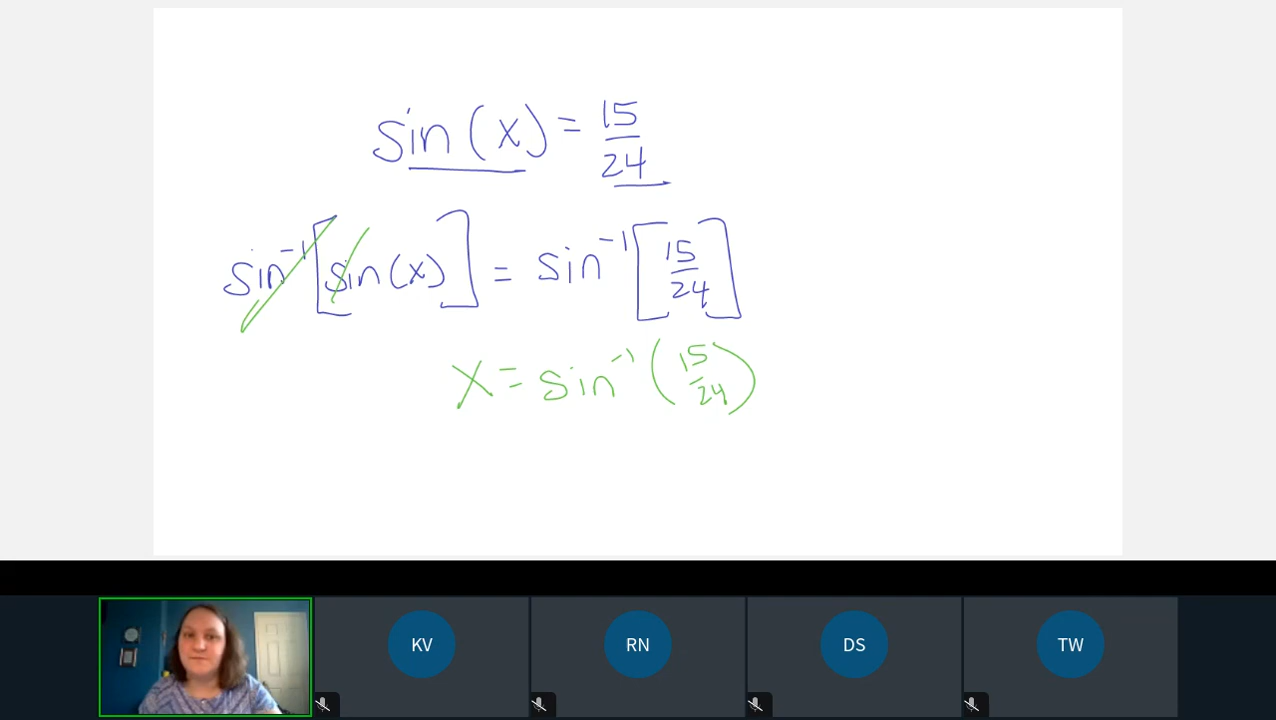 sin(x) = 15/24
sin⁻¹[sin(x)] = sin⁻¹[15/24]
x = sin⁻¹(15/24)
KV RN DS TW